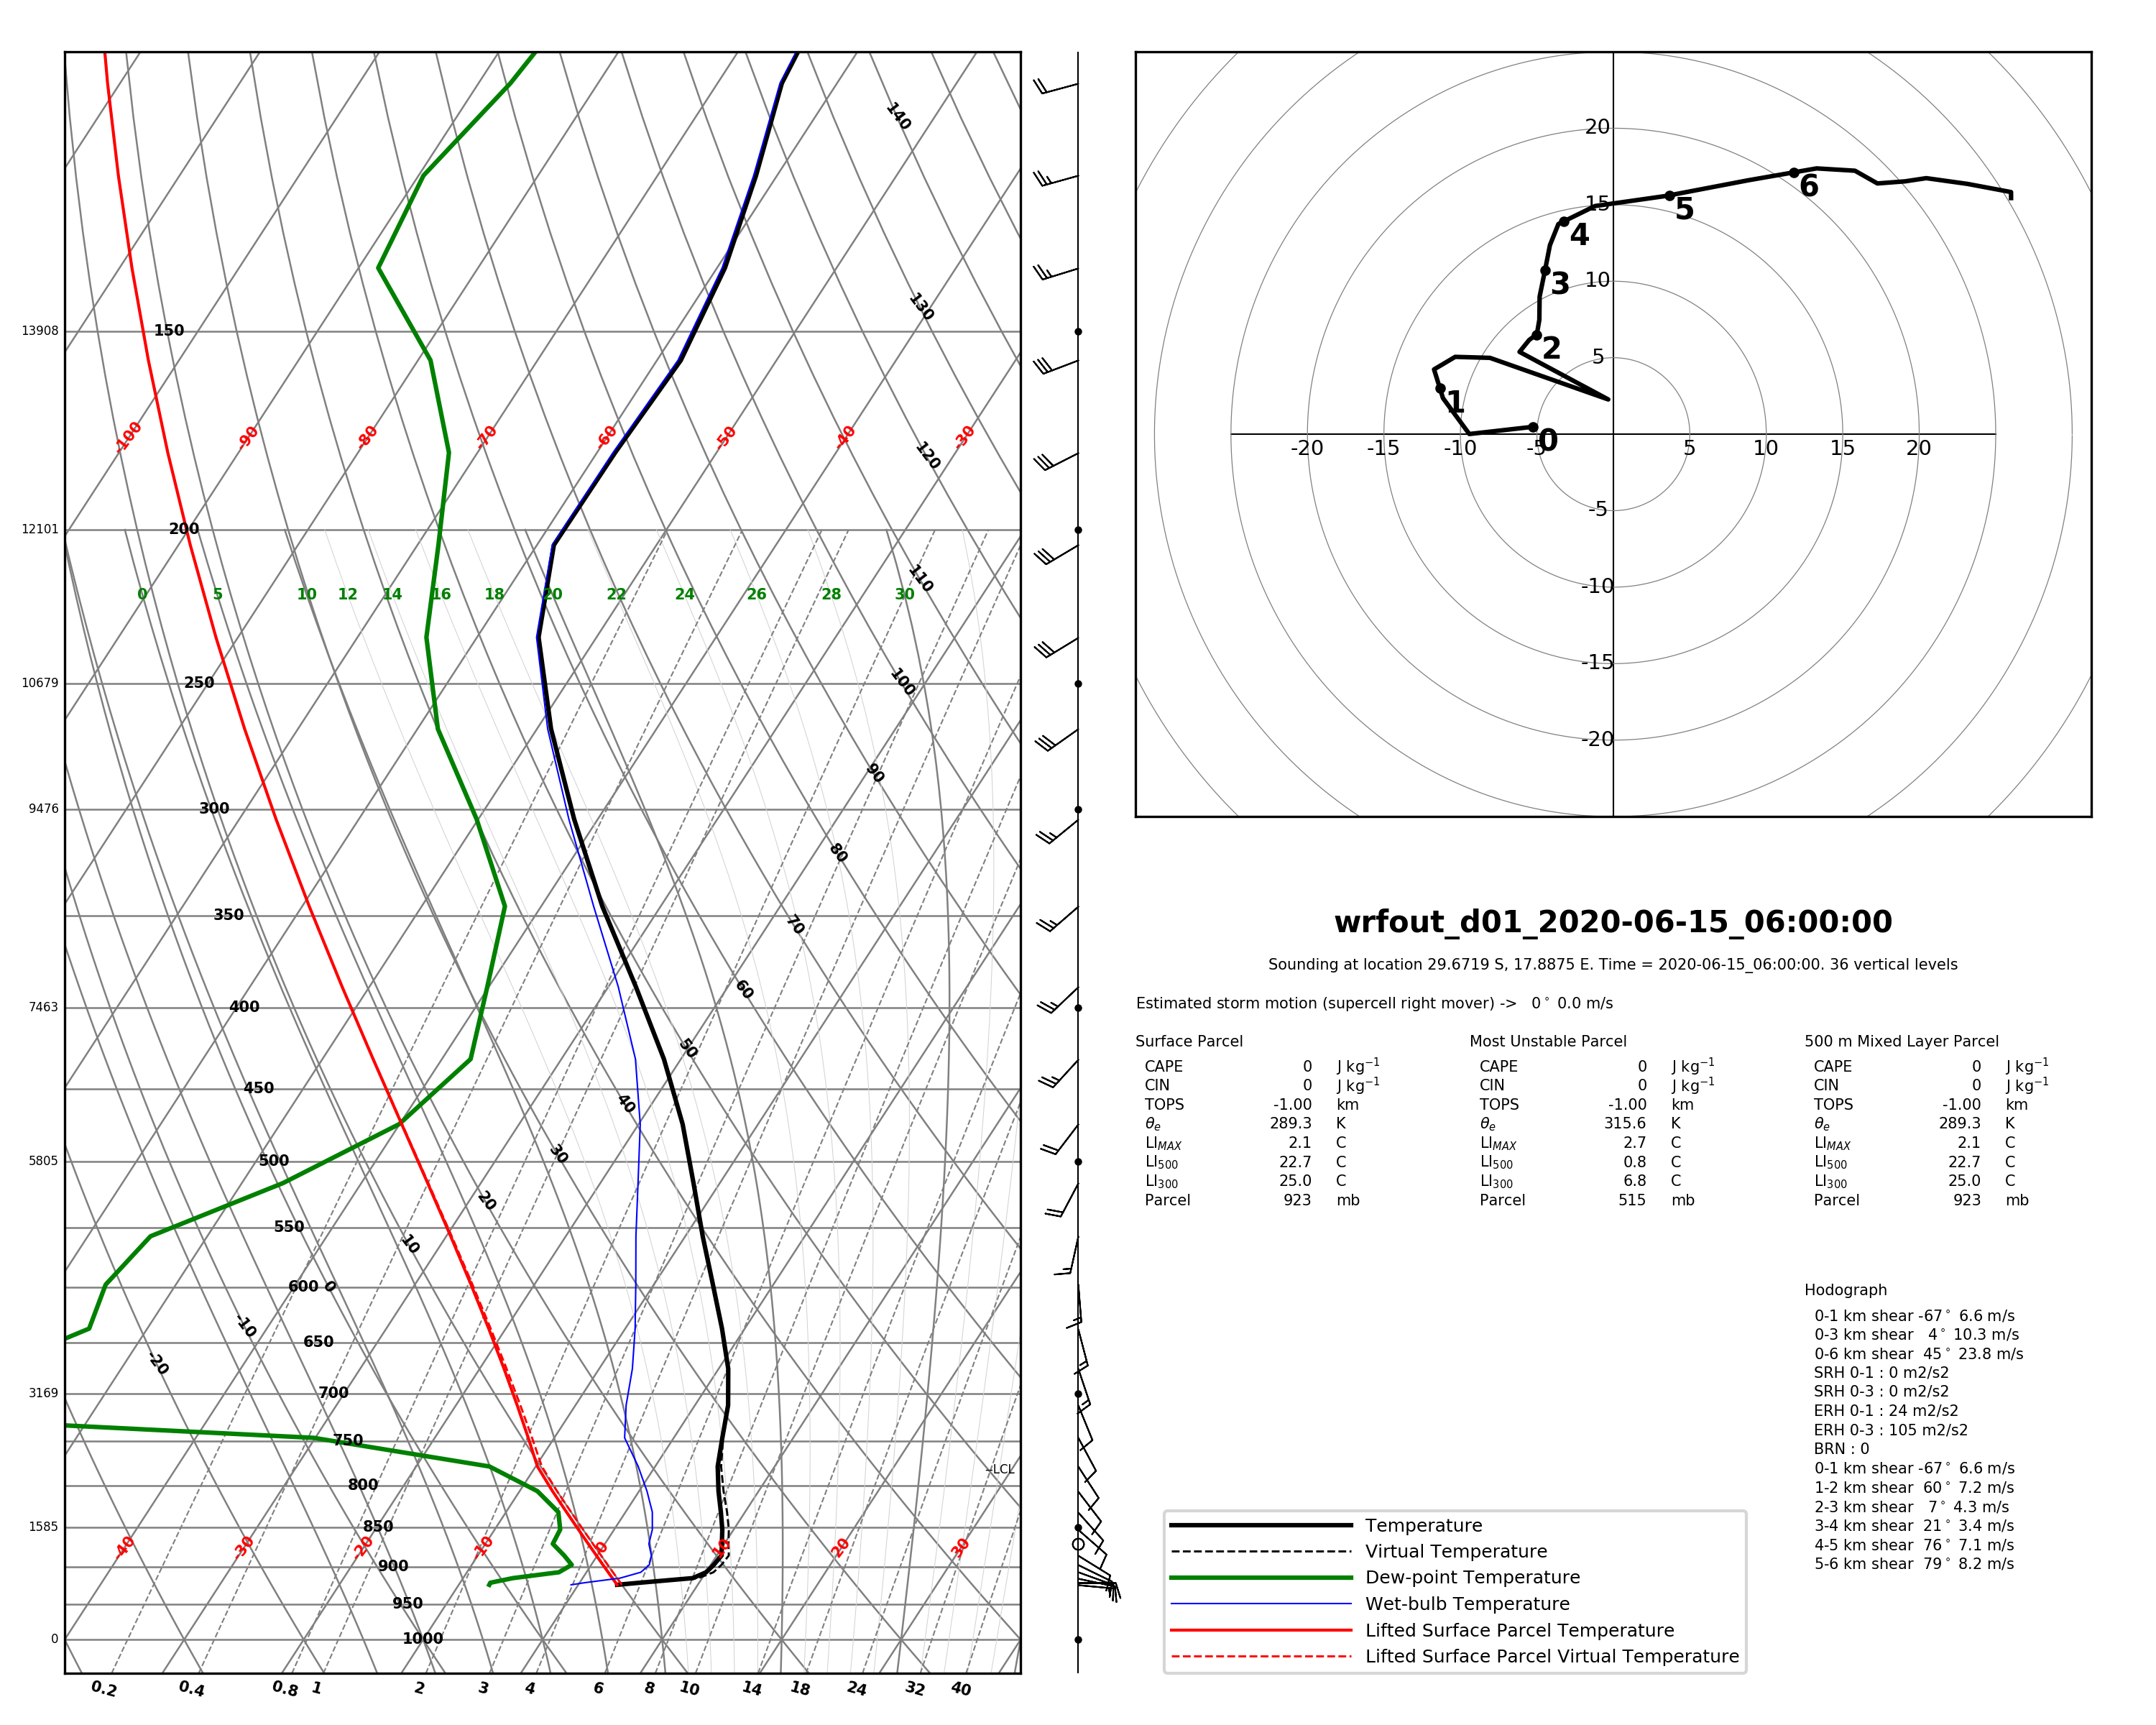 140
130
120
110
100
90
80
70
60
50
40
30
20
10
0
-10
-20
13908 150
-100 -90 -80 -70 -60 -50 -40 -30
12101 200
0 5 10 12 14 16 18 20 22 24 26 28 30
10679 250
9476 300
350
7463 400
450
5805 500
550
600
650
3169 700
750
800
LCL
1585 850
-40 -30 -20 -10 0 10 20 30
900
950
0 1000
0.2 0.4 0.8 1 2 3 4 6 8 10 14 18 24 32 40
20
15
10
5
-20 -15 -10 -5 5 10 15 20
-5
-10
-15
-20
0
1
2
3
4
5
6
wrfout_d01_2020-06-15_06:00:00
Sounding at location 29.6719 S, 17.8875 E. Time = 2020-06-15_06:00:00. 36 vertical levels
Estimated storm motion (supercell right mover) -> 0° 0.0 m/s
Surface Parcel Most Unstable Parcel 500 m Mixed Layer Parcel
CAPE 0 J kg⁻¹ CAPE 0 J kg⁻¹ CAPE 0 J kg⁻¹
CIN 0 J kg⁻¹ CIN 0 J kg⁻¹ CIN 0 J kg⁻¹
TOPS -1.00 km TOPS -1.00 km TOPS -1.00 km
θe 289.3 K θe 315.6 K θe 289.3 K
LIMAX 2.1 C LIMAX 2.7 C LIMAX 2.1 C
LI500 22.7 C LI500 0.8 C LI500 22.7 C
LI300 25.0 C LI300 6.8 C LI300 25.0 C
Parcel 923 mb Parcel 515 mb Parcel 923 mb
Hodograph
0-1 km shear -67° 6.6 m/s
0-3 km shear 4° 10.3 m/s
0-6 km shear 45° 23.8 m/s
SRH 0-1 : 0 m2/s2
SRH 0-3 : 0 m2/s2
ERH 0-1 : 24 m2/s2
ERH 0-3 : 105 m2/s2
BRN : 0
0-1 km shear -67° 6.6 m/s
1-2 km shear 60° 7.2 m/s
2-3 km shear 7° 4.3 m/s
3-4 km shear 21° 3.4 m/s
4-5 km shear 76° 7.1 m/s
5-6 km shear 79° 8.2 m/s
Temperature
Virtual Temperature
Dew-point Temperature
Wet-bulb Temperature
Lifted Surface Parcel Temperature
Lifted Surface Parcel Virtual Temperature